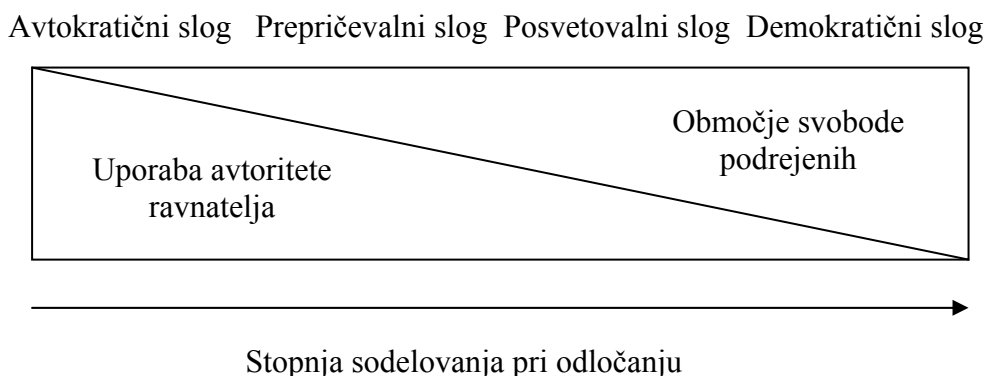 Avtokratični slog Prepričevalni slog Posvetovalni slog Demokratični slog
Območje svobode
podrejenih
Uporaba avtoritete
ravnatelja
Stopnja sodelovanja pri odločanju